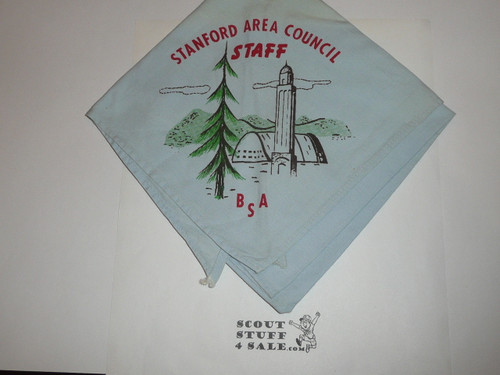 STANFORD AREA COUNCIL
STAFF
BSA
SCOUT
STUFF
4 SALE.com